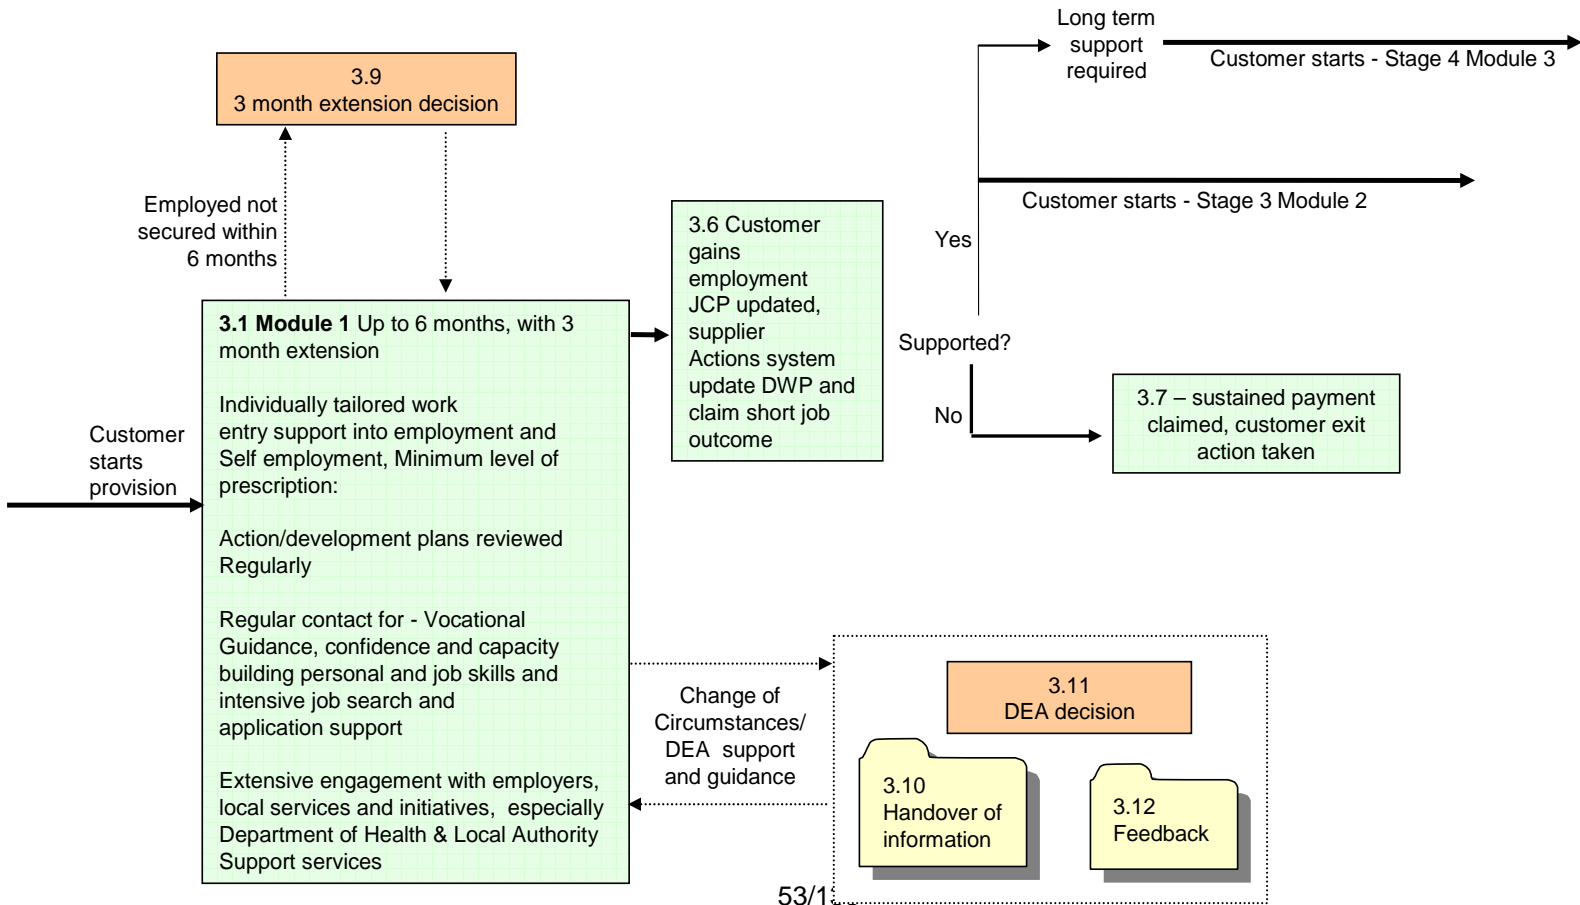 Long term
support
required
Customer starts - Stage 4 Module 3
3.9
3 month extension decision
Employed not
secured within
6 months
Customer starts - Stage 3 Module 2
3.6 Customer
gains
employment
JCP updated,
supplier
Actions system
update DWP and
claim short job
outcome
Yes
Supported?
No
3.7 – sustained payment
claimed, customer exit
action taken
Customer
starts
provision
3.1 Module 1 Up to 6 months, with 3
month extension
Individually tailored work
entry support into employment and
Self employment, Minimum level of
prescription:
Action/development plans reviewed
Regularly
Regular contact for - Vocational
Guidance, confidence and capacity
building personal and job skills and
intensive job search and
application support
Extensive engagement with employers,
local services and initiatives, especially
Department of Health & Local Authority
Support services
Change of
Circumstances/
DEA support
and guidance
3.11
DEA decision
3.10
Handover of
information
3.12
Feedback